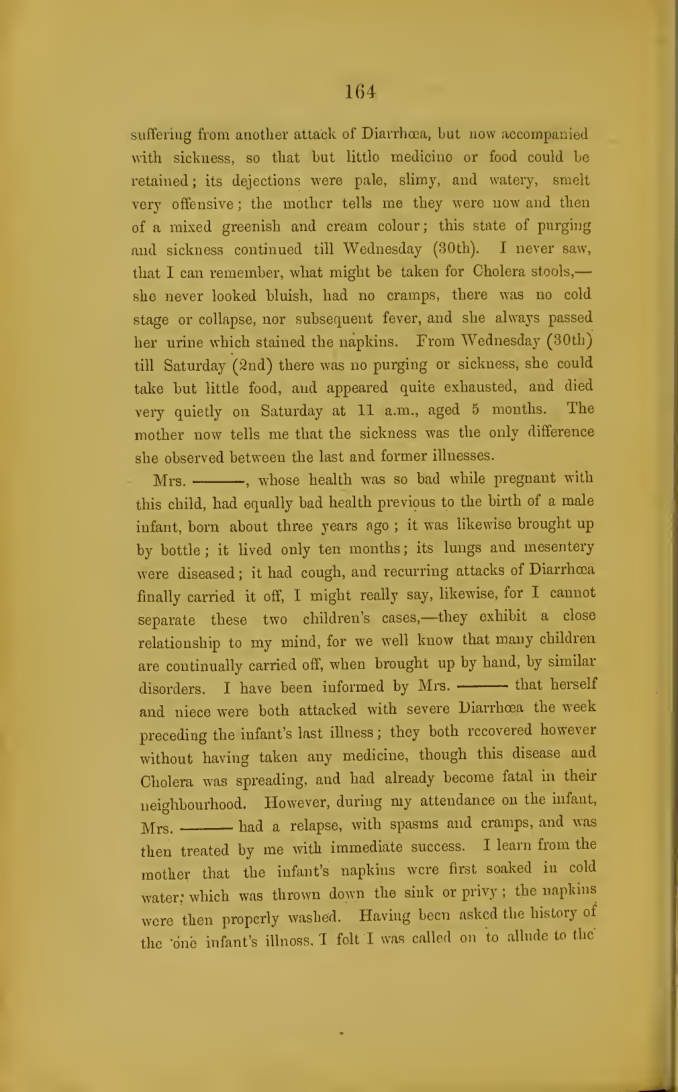 164
suffering from another attack of Diarrhœa, but now accompanied
with sickness, so that but little medicine or food could be
retained; its dejections were pale, slimy, and watery, smelt
very offensive; the mother tells me they were now and then
of a mixed greenish and cream colour; this state of purging
and sickness continued till Wednesday (30th). I never saw,
that I can remember, what might be taken for Cholera stools,—
she never looked bluish, had no cramps, there was no cold
stage or collapse, nor subsequent fever, and she always passed
her urine which stained the napkins. From Wednesday (30th)
till Saturday (2nd) there was no purging or sickness, she could
take but little food, and appeared quite exhausted, and died
very quietly on Saturday at 11 a.m., aged 5 months. The
mother now tells me that the sickness was the only difference
she observed between the last and former illnesses.
Mrs. ———, whose health was so bad while pregnant with
this child, had equally bad health previous to the birth of a male
infant, born about three years ago; it was likewise brought up
by bottle; it lived only ten months; its lungs and mesentery
were diseased; it had cough, and recurring attacks of Diarrhœa
finally carried it off, I might really say, likewise, for I cannot
separate these two children's cases,—they exhibit a close
relationship to my mind, for we well know that many children
are continually carried off, when brought up by hand, by similar
disorders. I have been informed by Mrs. ——— that herself
and niece were both attacked with severe Diarrhœa the week
preceding the infant's last illness; they both recovered however
without having taken any medicine, though this disease and
Cholera was spreading, and had already become fatal in their
neighbourhood. However, during my attendance on the infant,
Mrs. ——— had a relapse, with spasms and cramps, and was
then treated by me with immediate success. I learn from the
mother that the infant's napkins were first soaked in cold
water; which was thrown down the sink or privy; the napkins
were then properly washed. Having been asked the history of
the one infant's illness. I felt I was called on to allude to the